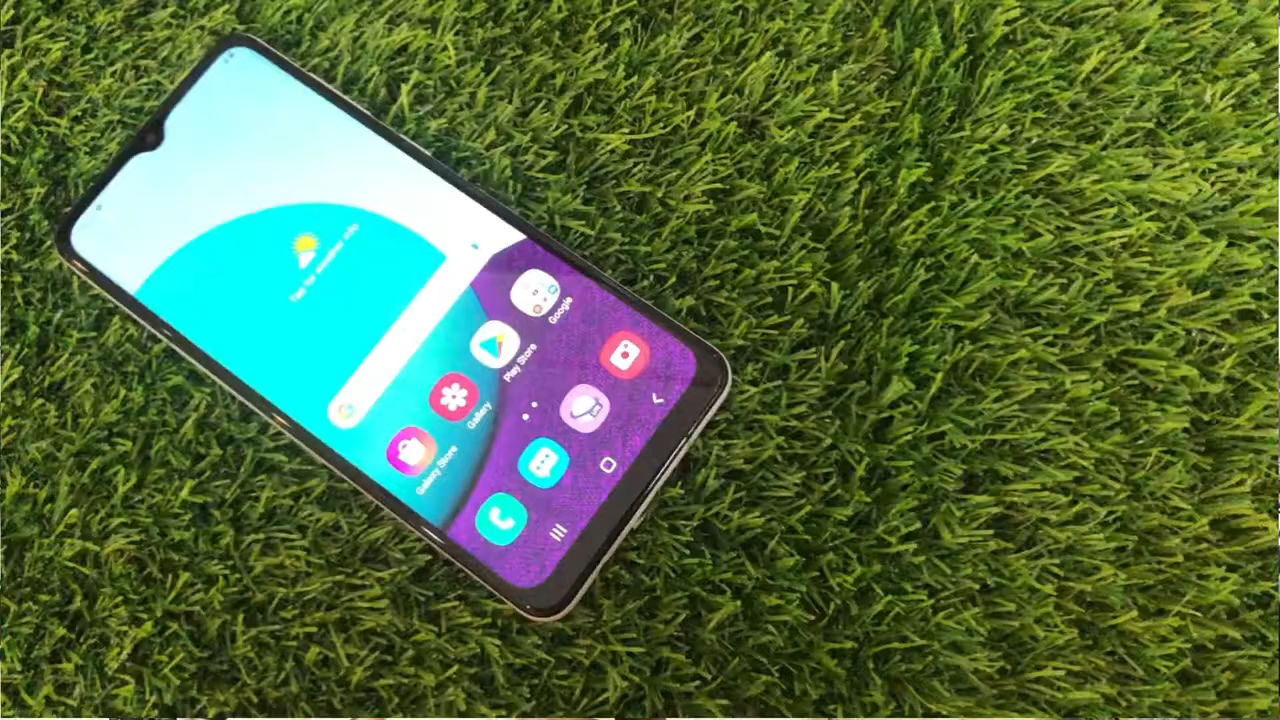 Tap for weather info
Galaxy Store
Gallery
Play Store
Google